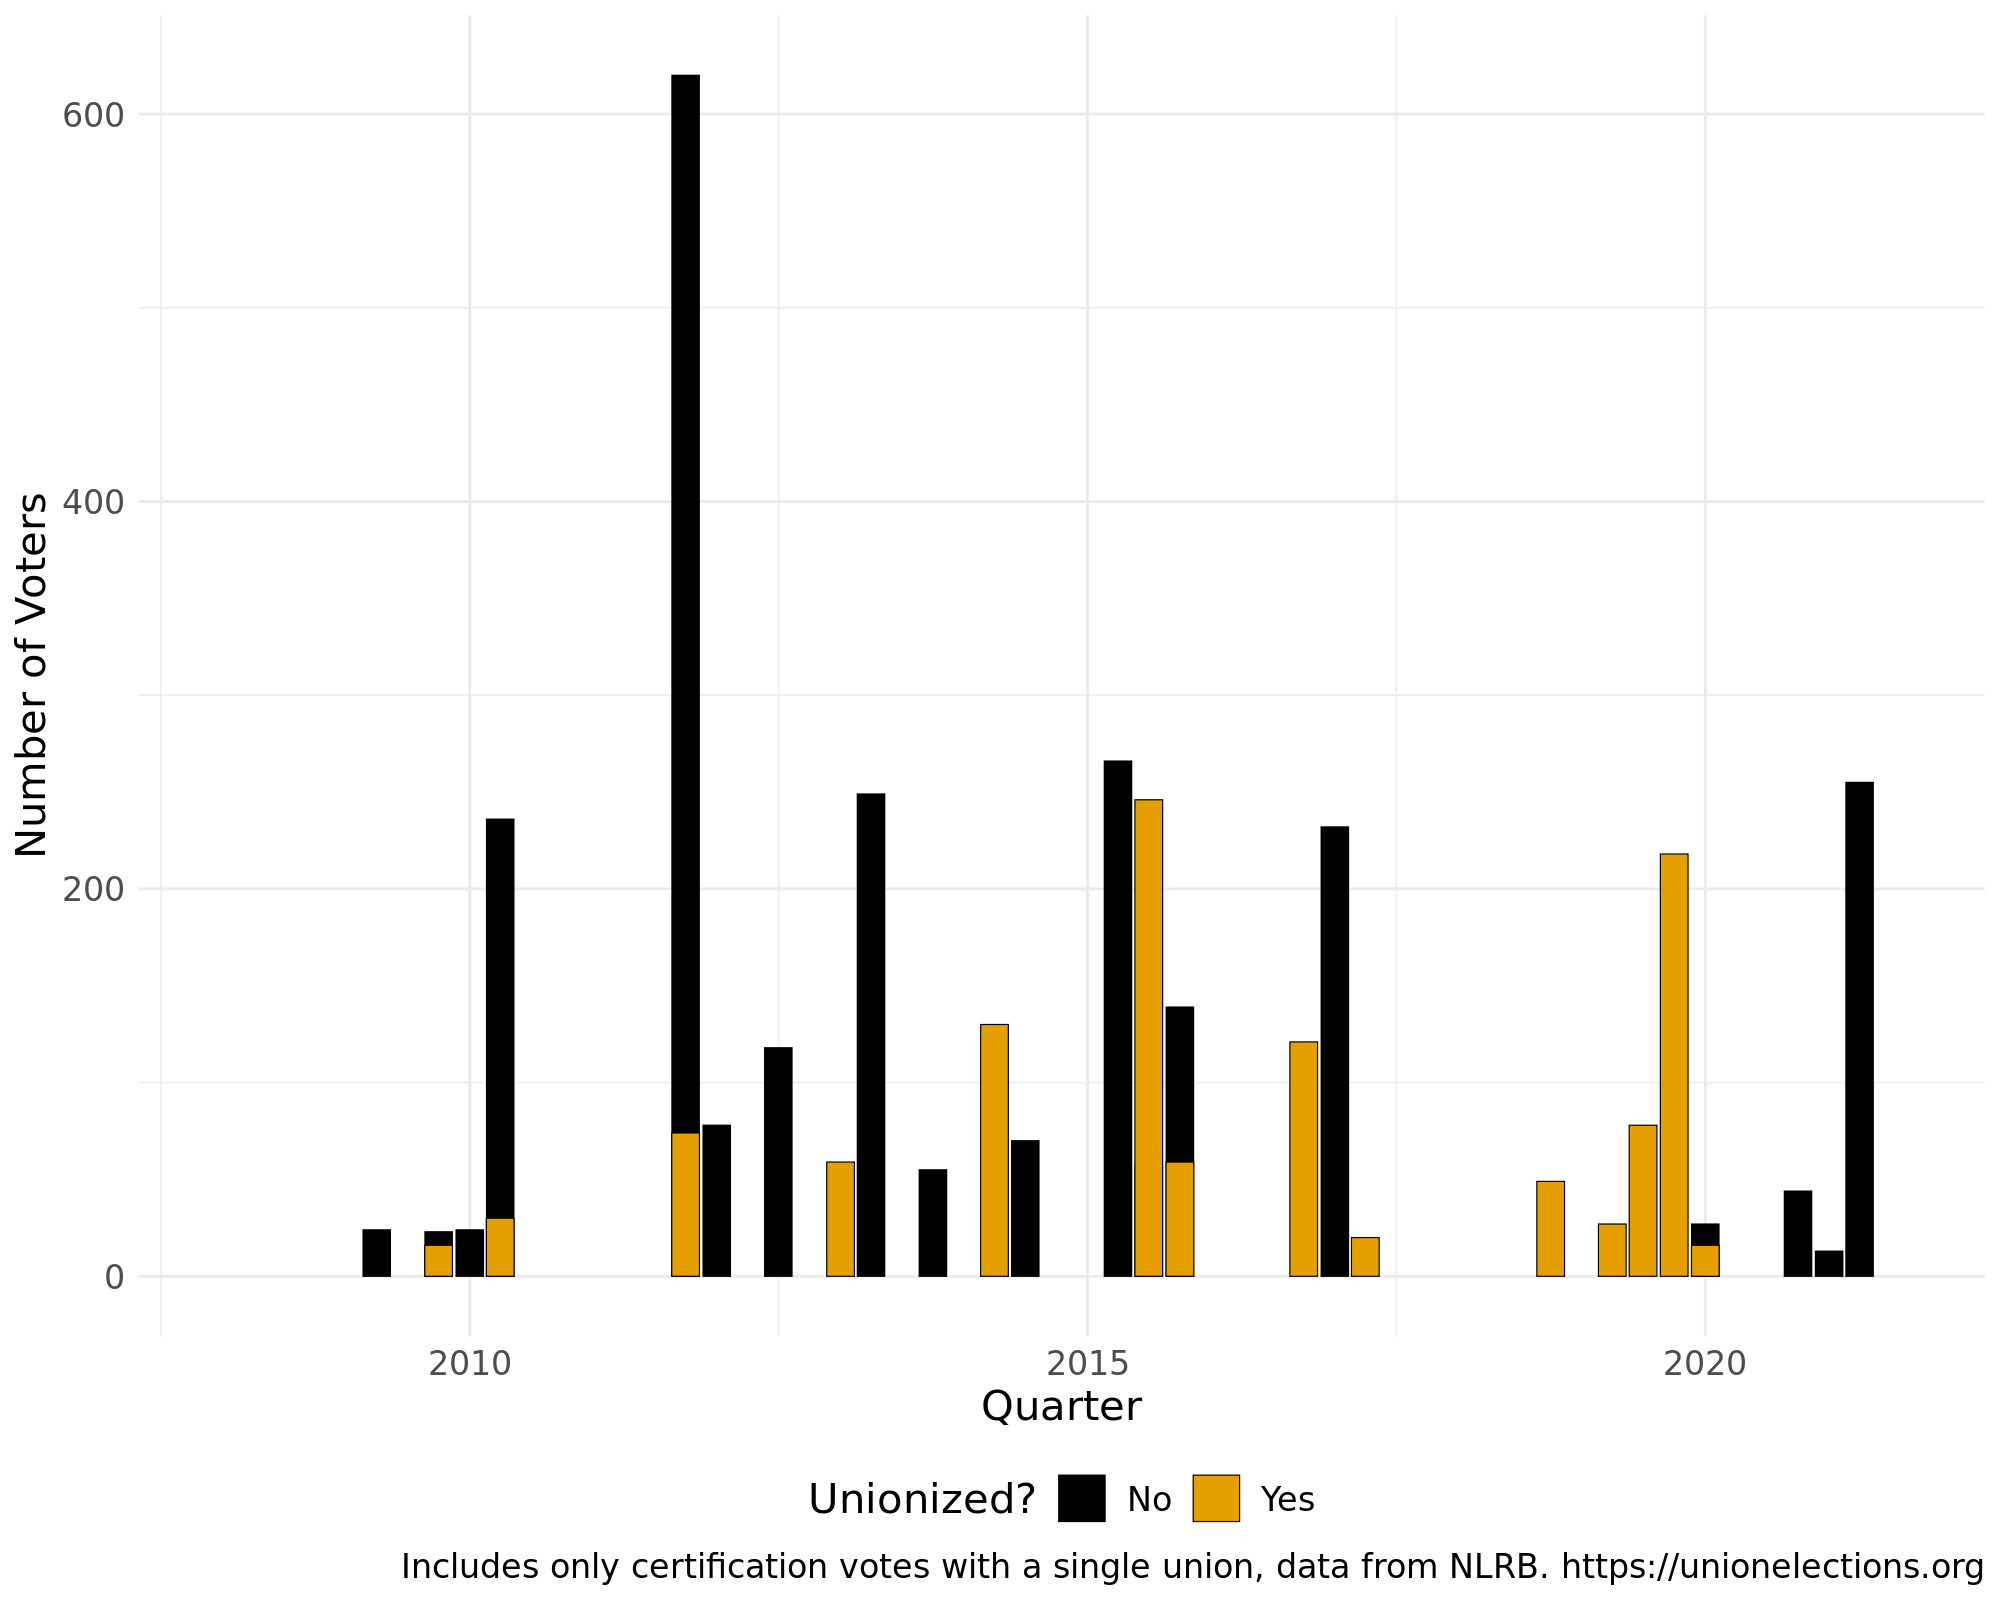 600
400
200
0
Number of Voters
2010 2015 2020
Quarter
Unionized? No Yes
Includes only certification votes with a single union, data from NLRB. https://unionelections.org